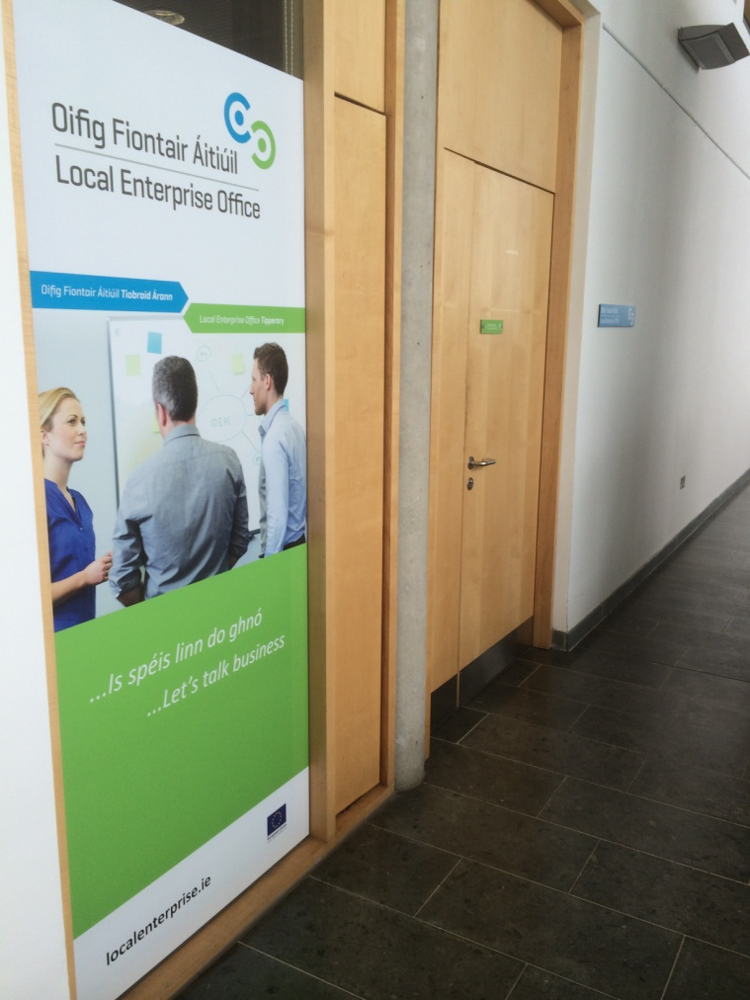 Oifig Fiontair Áitiúil
Local Enterprise Office
Oifig Fiontair Áitiúil Tiobraid Árann
Local Enterprise Office Tipperary
...Is spéis linn do ghnó
...Let's talk business
localenterprise.ie